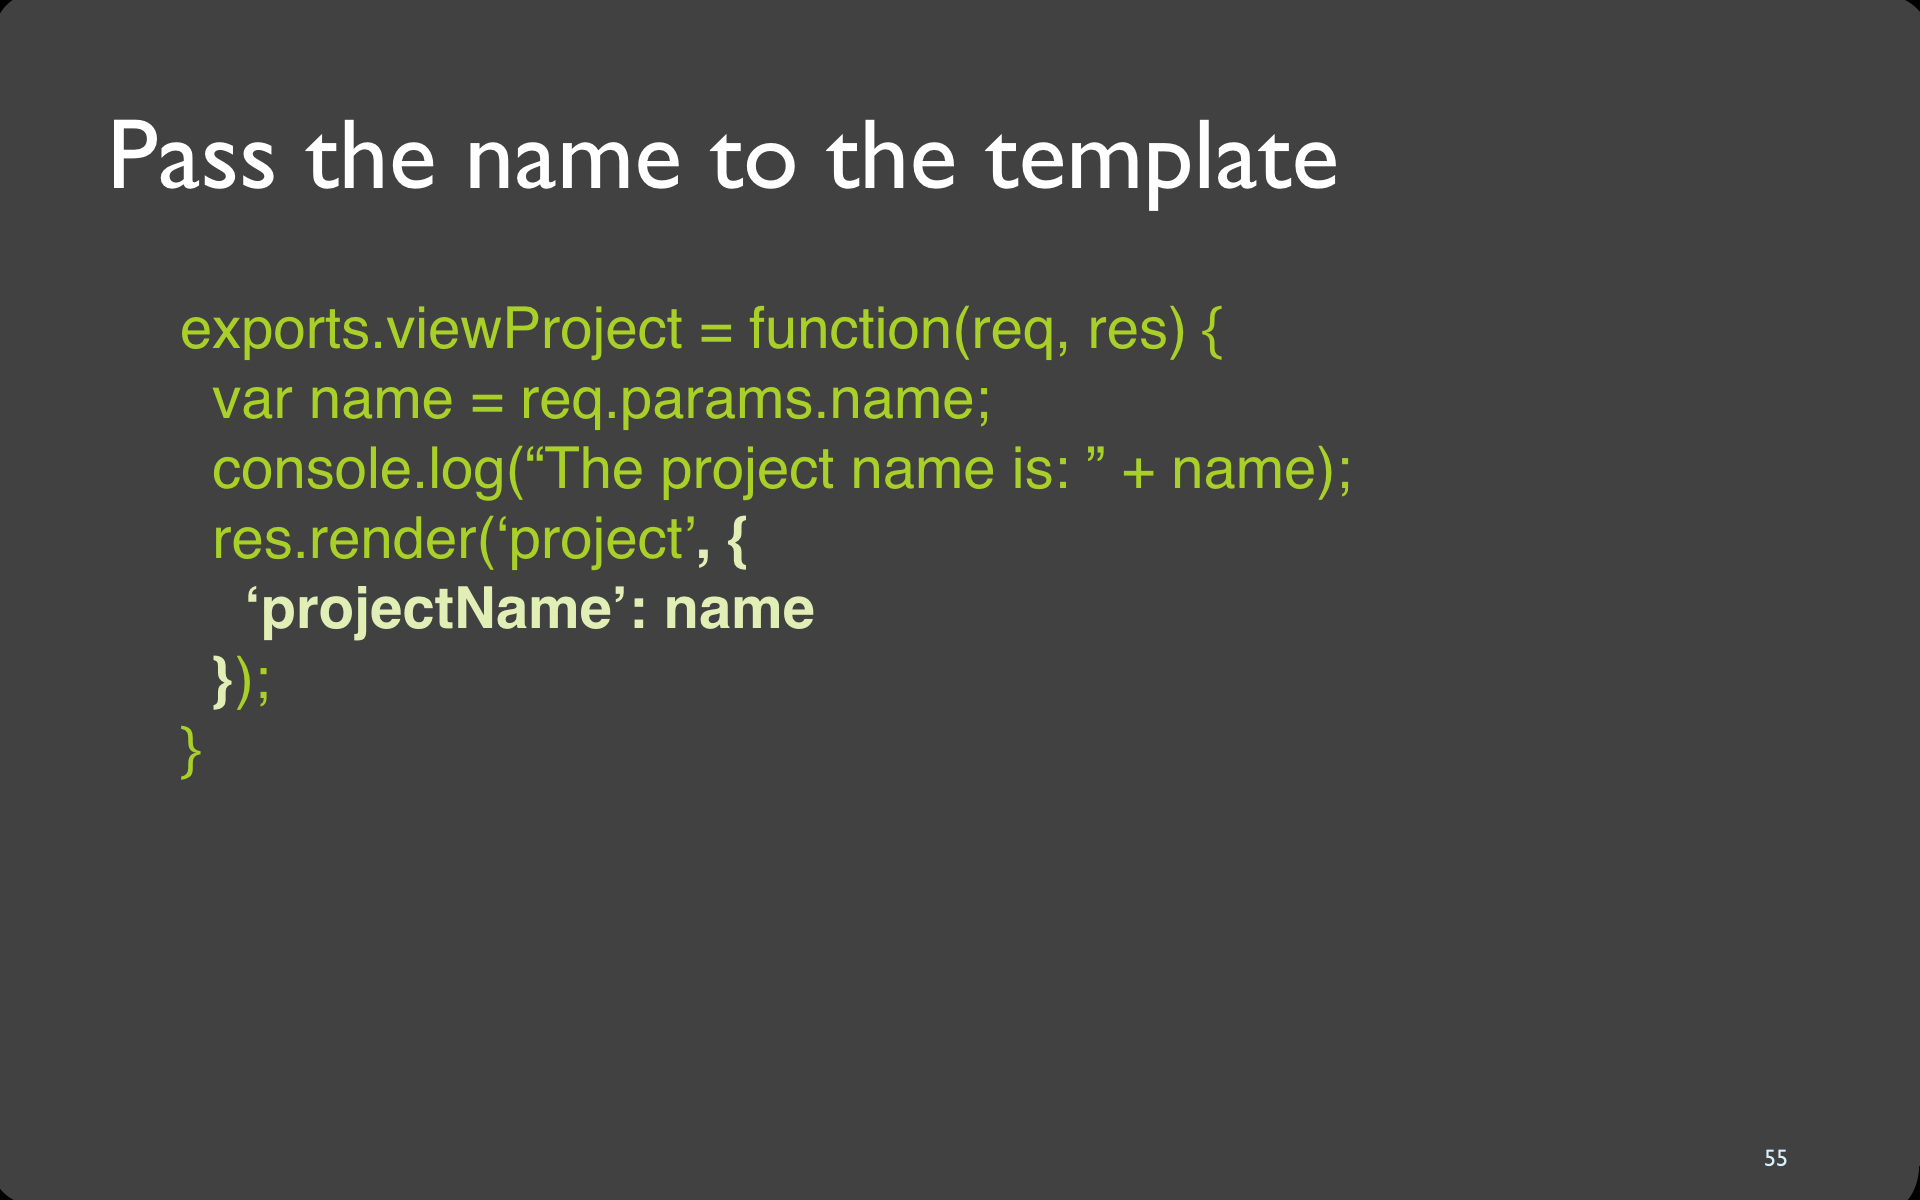 Pass the name to the template
exports.viewProject = function(req, res) {
var name = req.params.name;
console.log(“The project name is: ” + name);
res.render(‘project’, {
‘projectName’: name
});
}
55